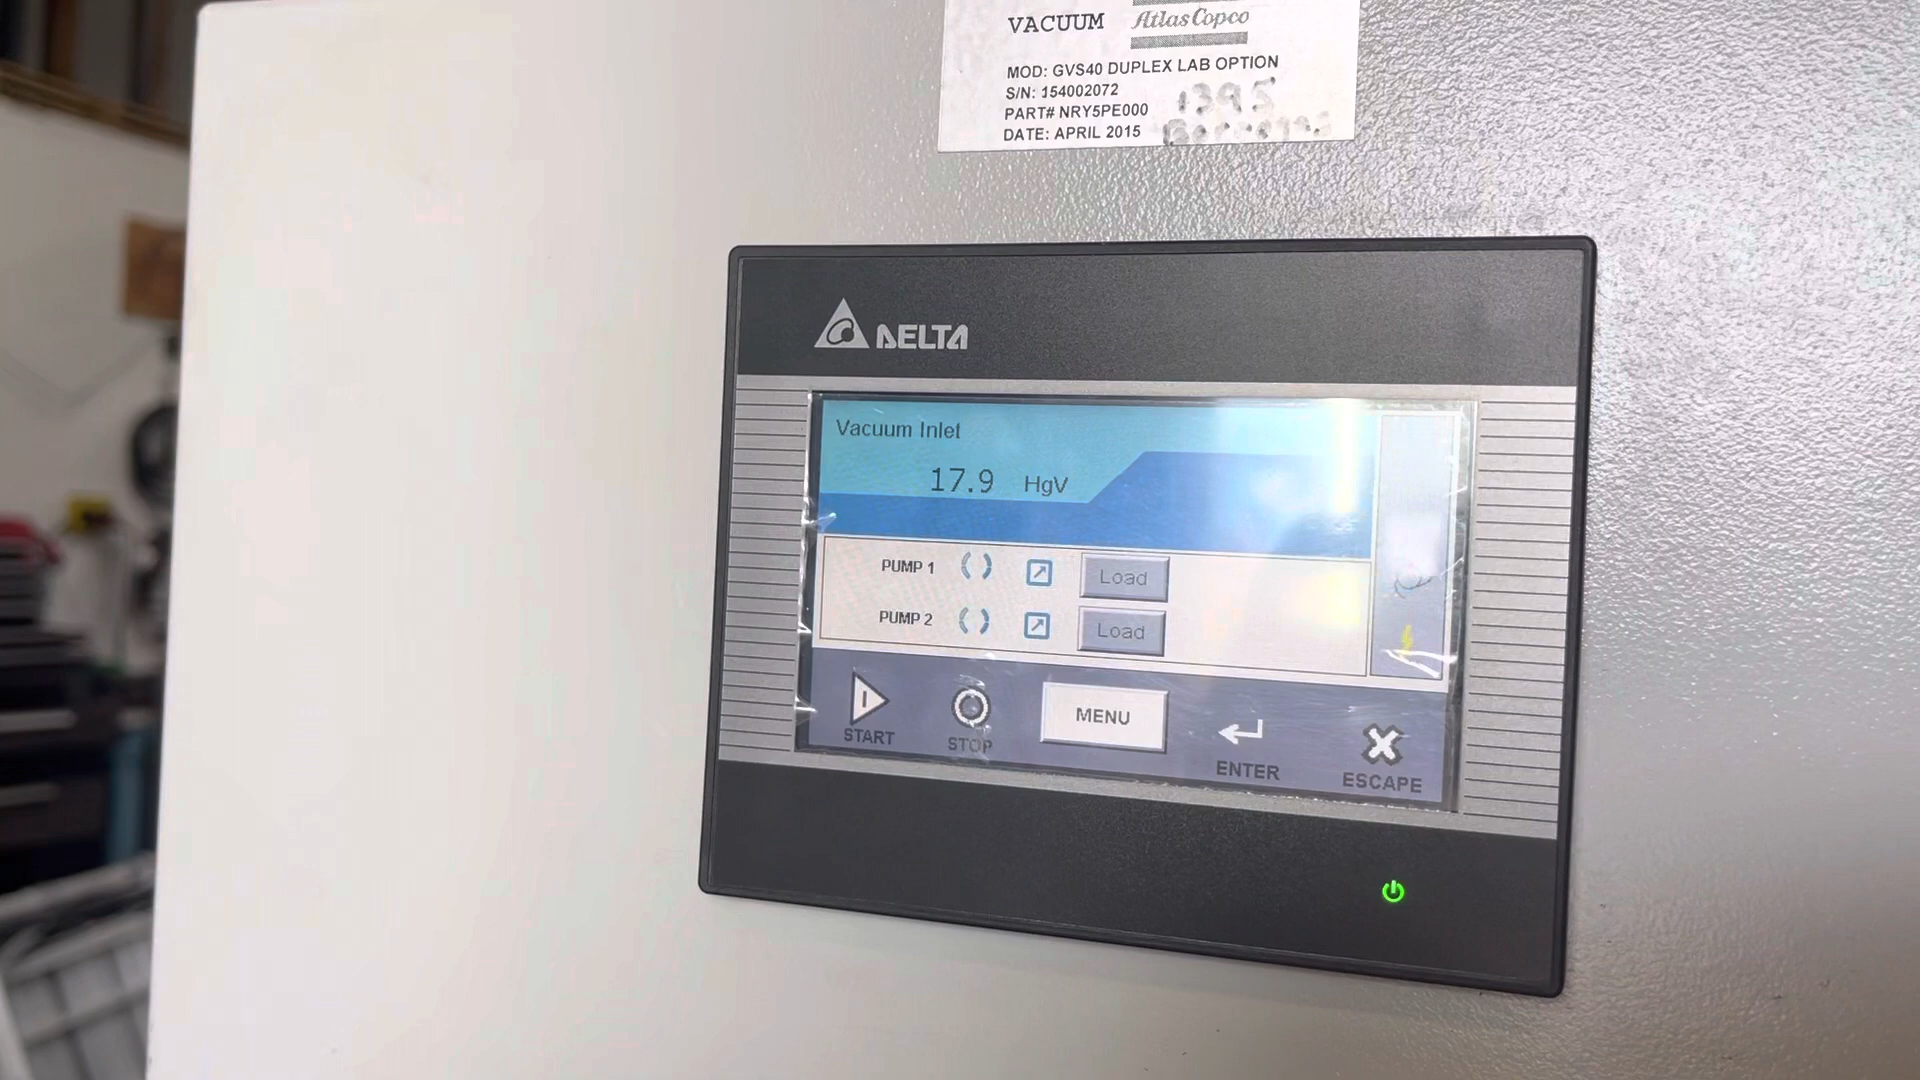 VACUUM Atlas Copco
MOD: GVS40 DUPLEX LAB OPTION
S/N: 154002072
PART# NRY5PE000 1395
DATE: APRIL 2015
DELTA
Vacuum Inlet
17.9 HgV
PUMP 1 Load
PUMP 2 Load
START STOP MENU ENTER ESCAPE